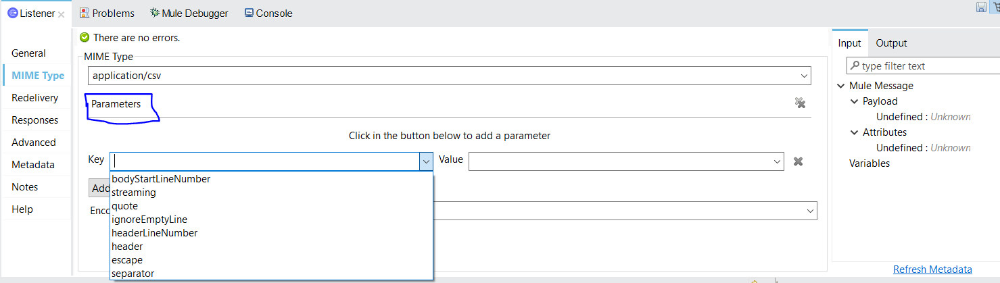 Listener Problems Mule Debugger Console
There are no errors.
General
MIME Type
Redelivery
Responses
Advanced
Metadata
Notes
Help
MIME Type
application/csv
Parameters
Click in the button below to add a parameter
Key Value
bodyStartLineNumber
streaming
quote
ignoreEmptyLine
headerLineNumber
header
escape
separator
Add
Enco
Input Output
type filter text
Mule Message
Payload
Undefined : Unknown
Attributes
Undefined : Unknown
Variables
Refresh Metadata